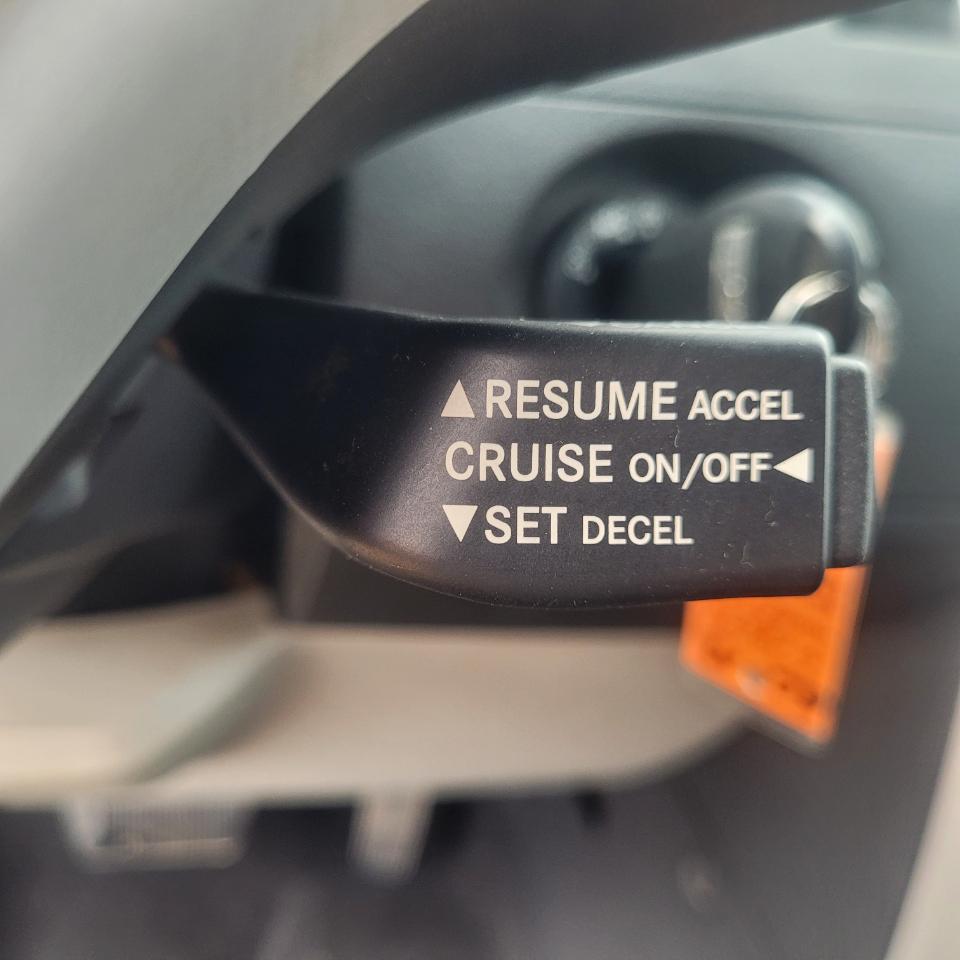 ▲RESUME ACCEL
CRUISE ON/OFF◀
▼SET DECEL